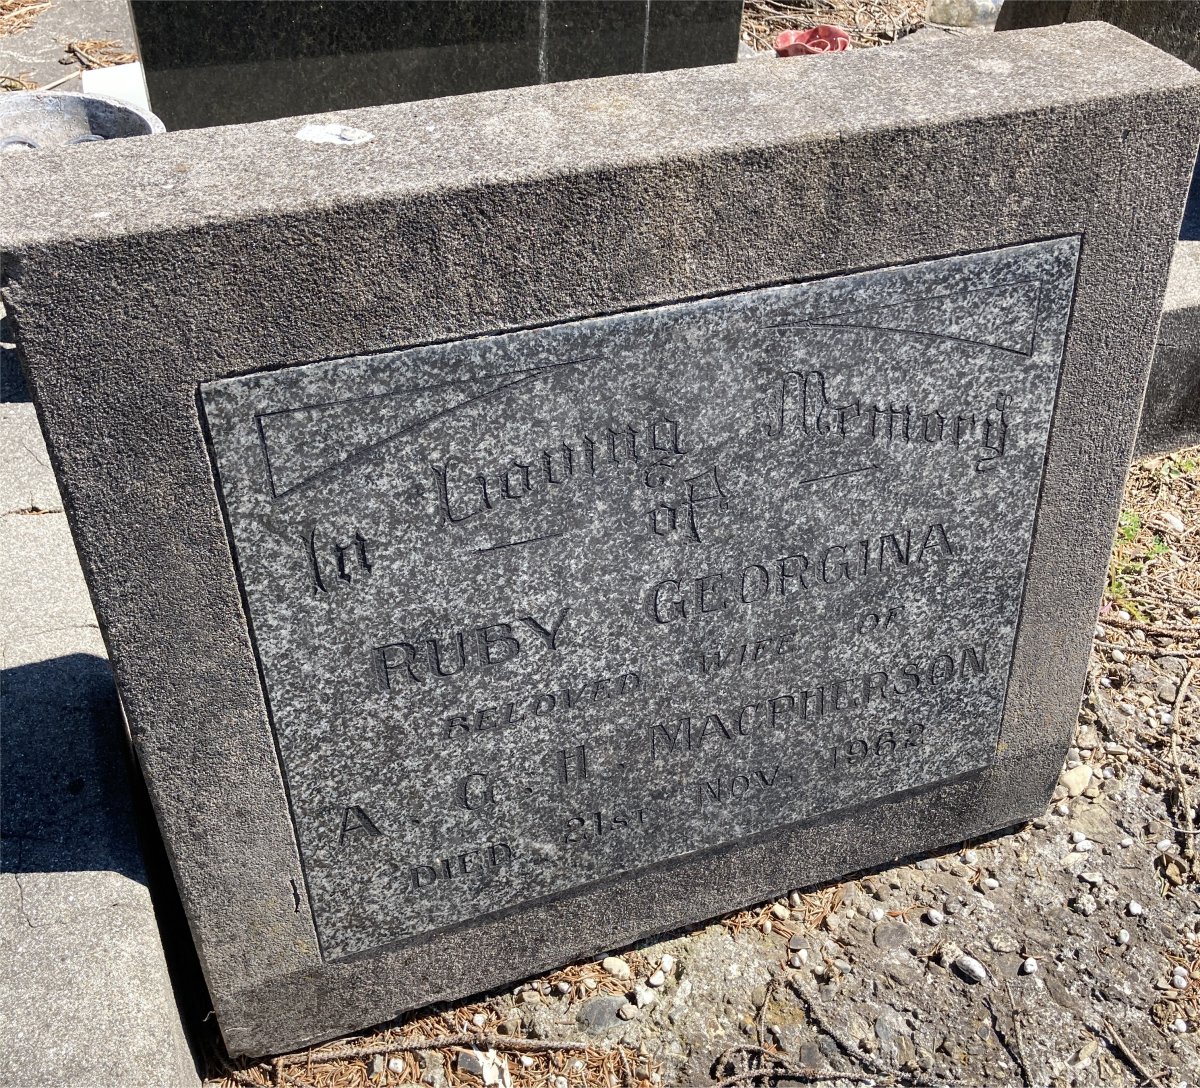 In Loving Memory
of
RUBY GEORGINA
BELOVED WIFE OF
A. G. H. MACPHERSON
DIED 21ST NOV. 1962